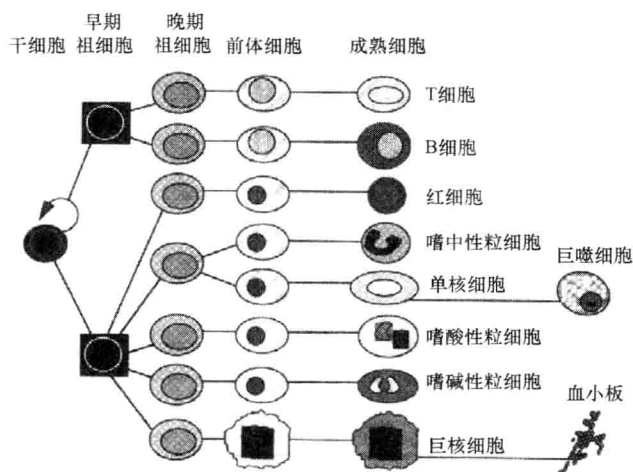 干细胞
早期
祖细胞
晚期
祖细胞
前体细胞
成熟细胞
T细胞
B细胞
红细胞
嗜中性粒细胞
巨噬细胞
单核细胞
嗜酸性粒细胞
嗜碱性粒细胞
血小板
巨核细胞